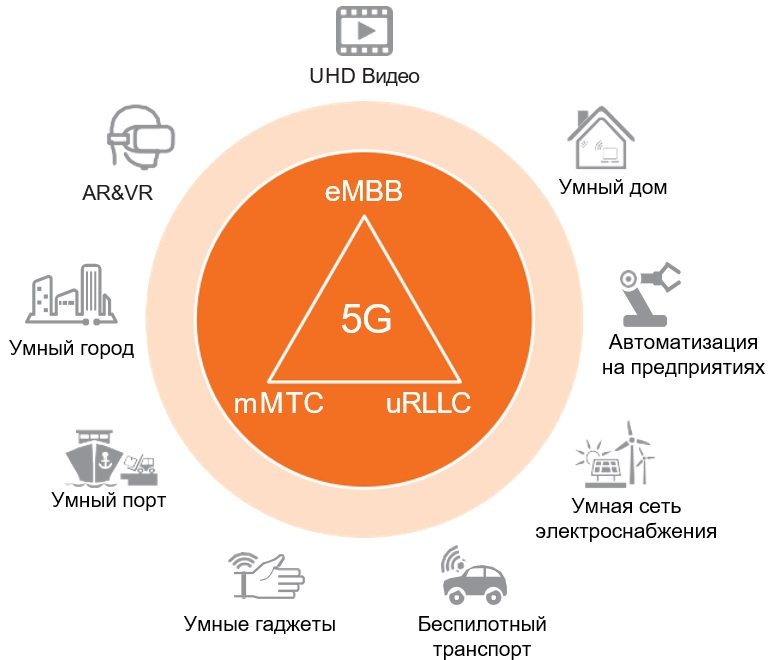 UHD Видео
AR&VR
Умный дом
eMBB
5G
Умный город
Автоматизация
на предприятиях
mMTC
uRLLC
Умный порт
Умная сеть
электроснабжения
Умные гаджеты
Беспилотный
транспорт